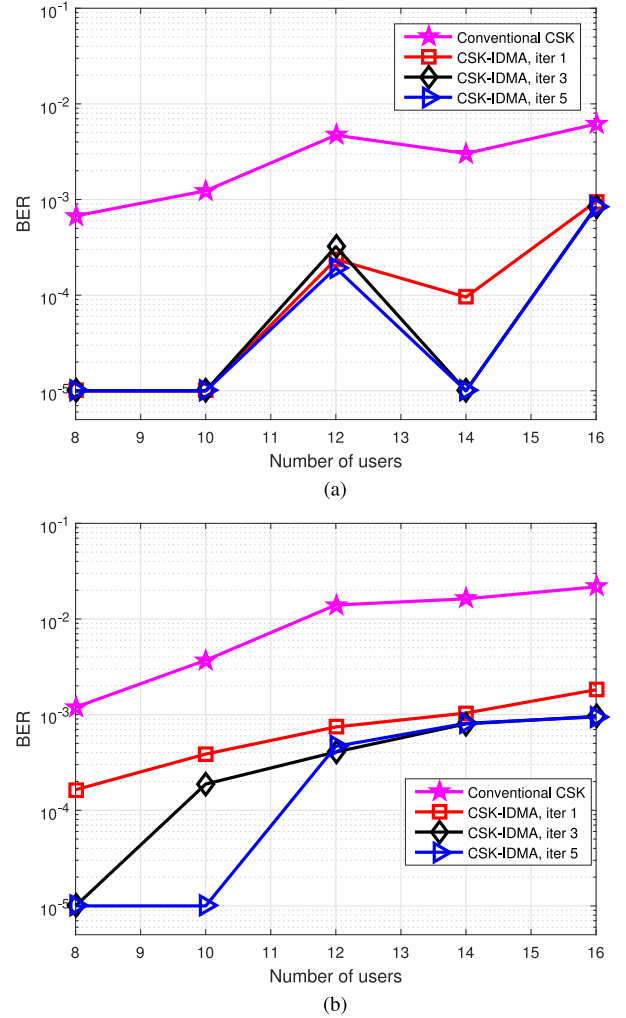 10^-1
Conventional CSK
CSK-IDMA, iter 1
CSK-IDMA, iter 3
CSK-IDMA, iter 5
10^-2
BER
10^-3
10^-4
10^-5
8 9 10 11 12 13 14 15 16
Number of users
(a)
10^-1
10^-2
BER
10^-3
Conventional CSK
CSK-IDMA, iter 1
CSK-IDMA, iter 3
CSK-IDMA, iter 5
10^-4
10^-5
8 9 10 11 12 13 14 15 16
Number of users
(b)